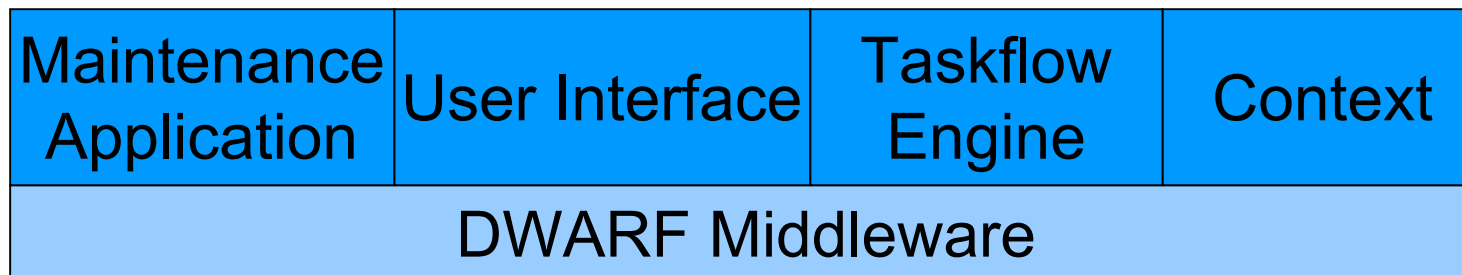 Maintenance
Application
User Interface
Taskflow
Engine
Context
DWARF Middleware